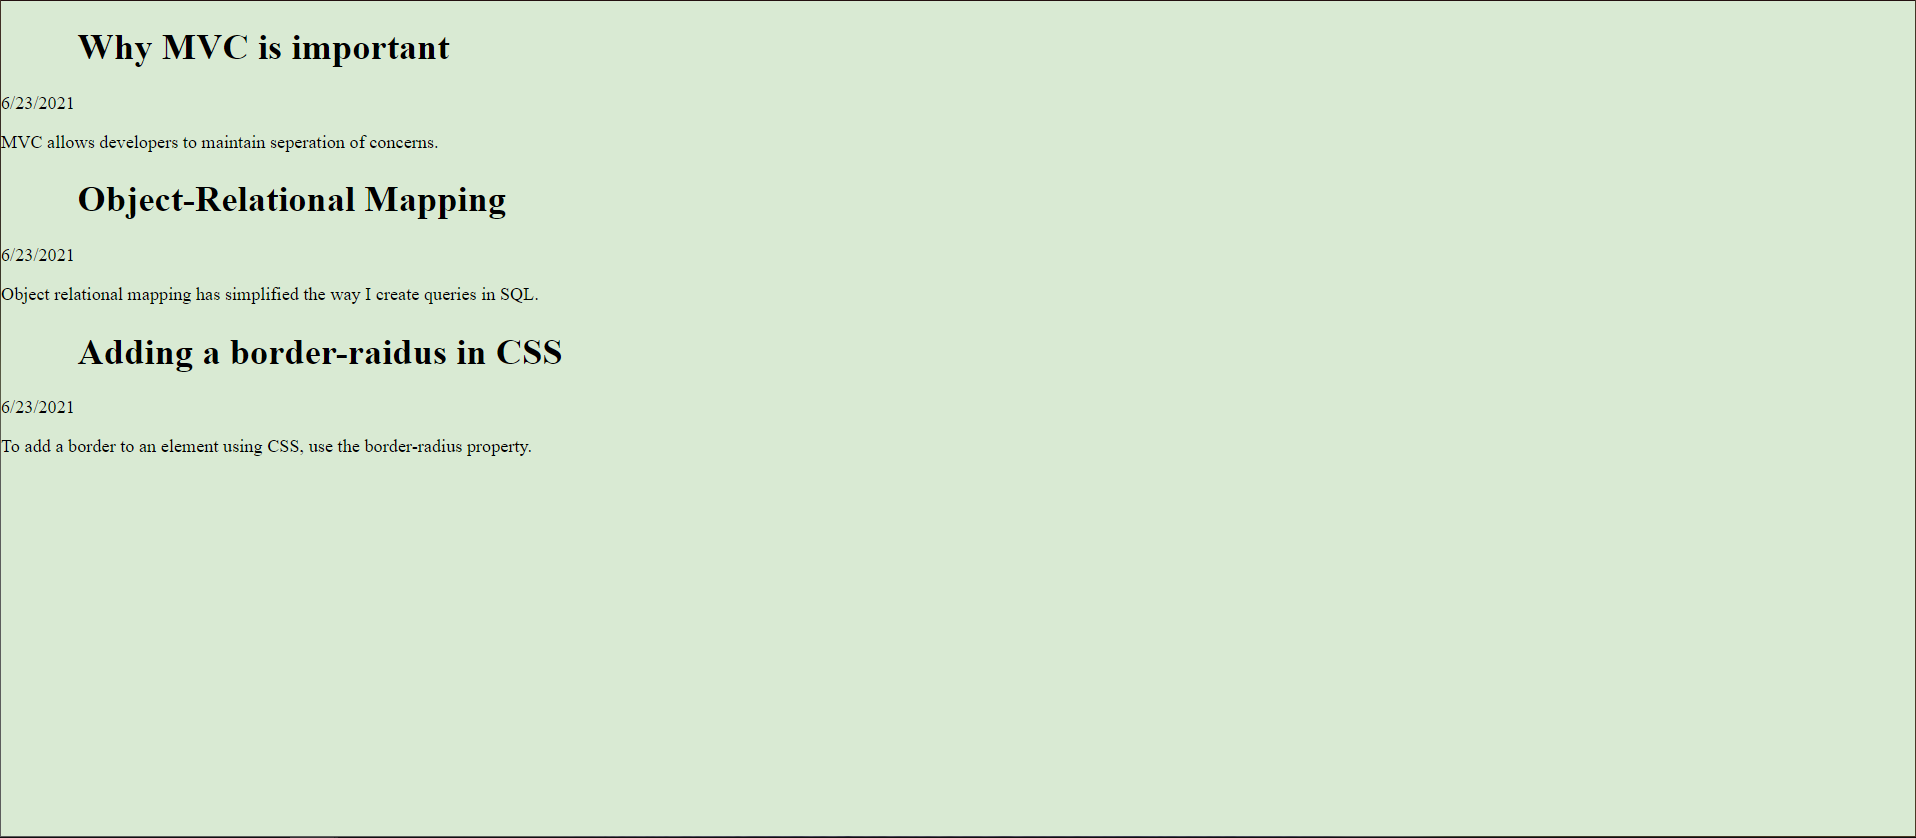 Why MVC is important
6/23/2021
MVC allows developers to maintain seperation of concerns.
Object-Relational Mapping
6/23/2021
Object relational mapping has simplified the way I create queries in SQL.
Adding a border-raidus in CSS
6/23/2021
To add a border to an element using CSS, use the border-radius property.